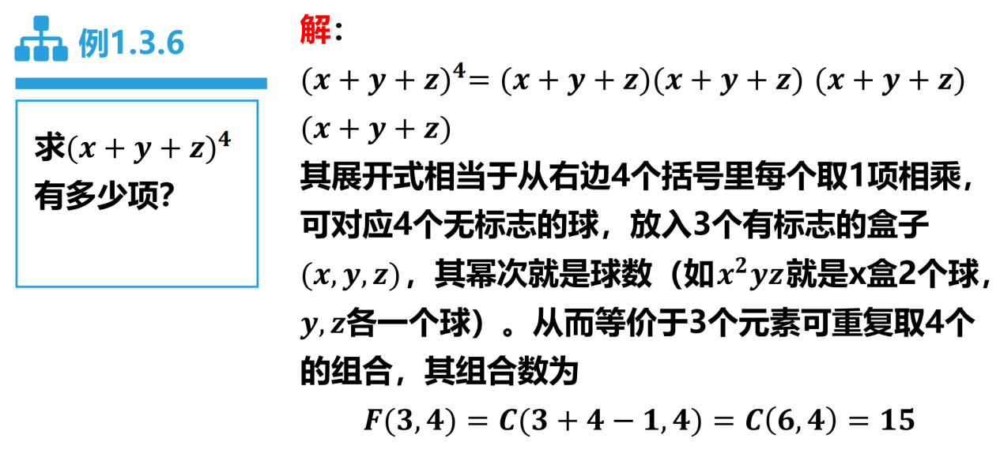 例1.3.6
求(x + y + z)⁴
有多少项?
解：
(x + y + z)⁴= (x + y + z)(x + y + z) (x + y + z)
(x + y + z)
其展开式相当于从右边4个括号里每个取1项相乘，
可对应4个无标志的球，放入3个有标志的盒子
(x, y, z)，其幂次就是球数（如x²yz就是x盒2个球，
y, z各一个球）。从而等价于3个元素可重复取4个
的组合，其组合数为
F(3, 4) = C(3 + 4 − 1, 4) = C(6, 4) = 15